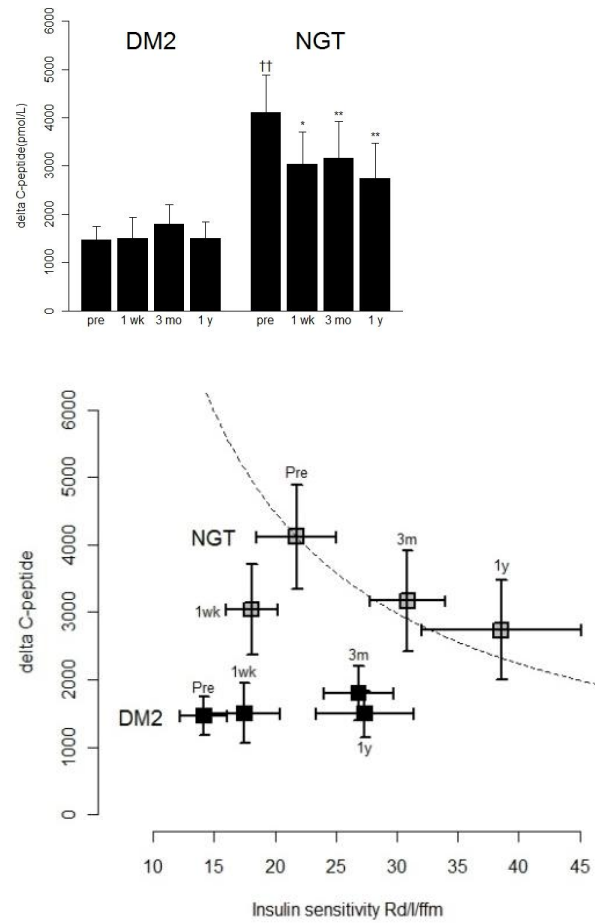 DM2 NGT
6000
5000
4000
3000
2000
1000
0
delta C-peptide(pmol/L)
††
*
**
**
pre 1 wk 3 mo 1 y pre 1 wk 3 mo 1 y
6000
5000
4000
3000
2000
1000
0
delta C-peptide
Pre
NGT
3m
1y
1wk
3m
1wk
Pre
DM2
1y
10 15 20 25 30 35 40 45
Insulin sensitivity Rd/I/ffm